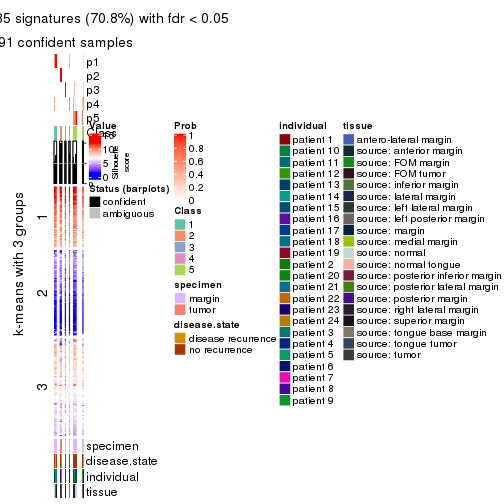 35 signatures (70.8%) with fdr < 0.05
91 confident samples
p1
p2
p3
p4
p5
Class
Silhouette
score
k-means with 3 groups
1
2
3
specimen
disease.state
individual
tissue
Value
15
10
5
0
Status (barplots)
confident
ambiguous
Prob
1
0.8
0.6
0.4
0.2
0
Class
1
2
3
4
5
specimen
margin
tumor
disease.state
disease recurrence
no recurrence
individual
patient 1
patient 10
patient 11
patient 12
patient 13
patient 14
patient 15
patient 16
patient 17
patient 18
patient 19
patient 2
patient 20
patient 21
patient 22
patient 23
patient 24
patient 3
patient 4
patient 5
patient 6
patient 7
patient 8
patient 9
tissue
antero-lateral margin
source: anterior margin
source: FOM margin
source: FOM tumor
source: inferior margin
source: lateral margin
source: left lateral margin
source: left posterior margin
source: margin
source: medial margin
source: normal
source: normal tongue
source: posterior inferior margin
source: posterior lateral margin
source: posterior margin
source: right lateral margin
source: superior margin
source: tongue base margin
source: tongue tumor
source: tumor